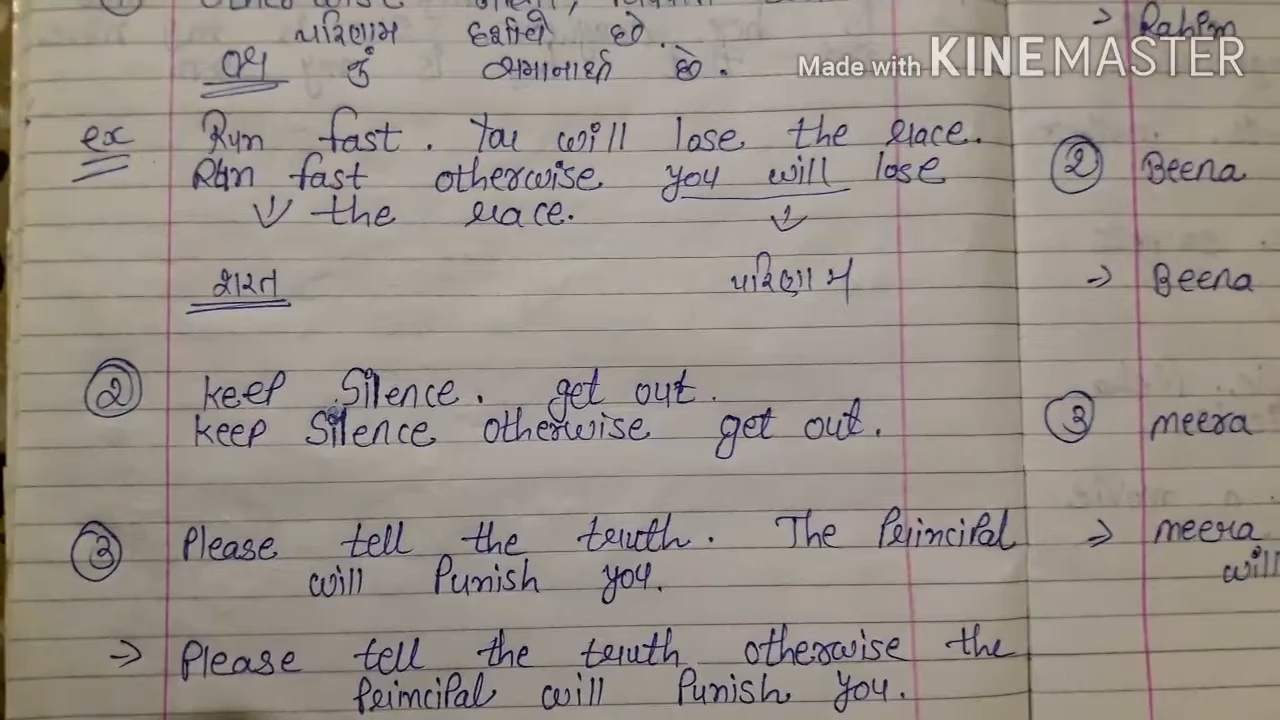 પરિણામ દર્શાવે છે.
નું સમાનાર્થી છે.
Made with KINEMASTER
ex Run fast. You will lose the race.
Run fast otherwise you will lose
the race.
શરત પરિણામ
② keep Silence. get out.
keep Silence otherwise get out.
③ Please tell the truth. The Principal
will Punish you.
⇒ Please tell the truth otherwise the
Principal will Punish you.
⇒ Rahim
② Beena
⇒ Beena
③ meera
⇒ meera
will